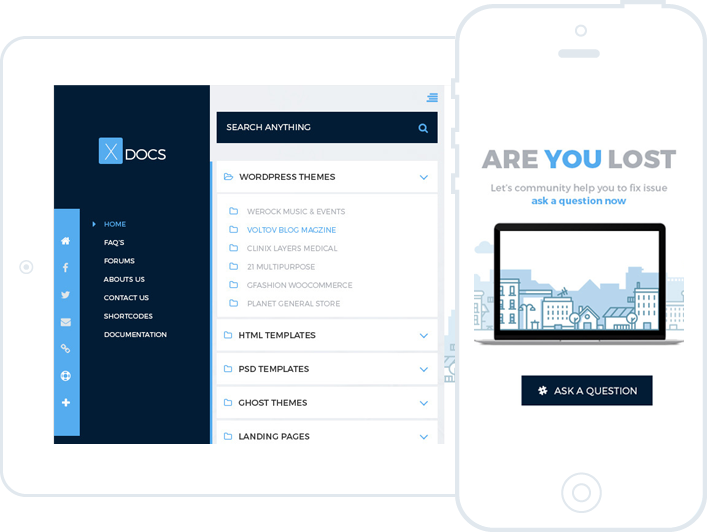 X DOCS
HOME
FAQ'S
FORUMS
ABOUTS US
CONTACT US
SHORTCODES
DOCUMENTATION
SEARCH ANYTHING
WORDPRESS THEMES
WEROCK MUSIC & EVENTS
VOLTOV BLOG MAGZINE
CLINIX LAYERS MEDICAL
21 MULTIPURPOSE
GFASHION WOOCOMMERCE
PLANET GENERAL STORE
HTML TEMPLATES
PSD TEMPLATES
GHOST THEMES
LANDING PAGES
ARE YOU LOST
Let's community help you to fix issue
ask a question now
ASK A QUESTION